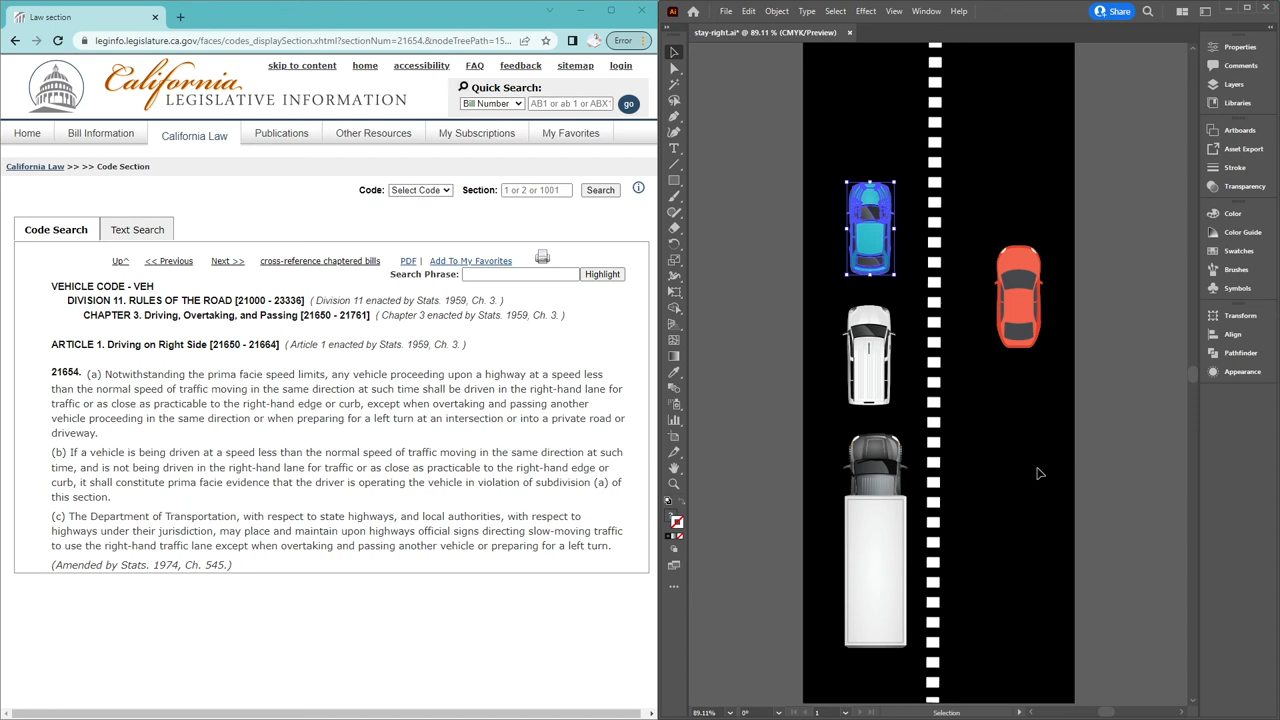 Law section
leginfo.legislature.ca.gov/faces/codes_displaySection.xhtml?sectionNum=21654.&nodeTreePath=15...
Error
skip to content
home
accessibility
FAQ
feedback
sitemap
login
California
LEGISLATIVE INFORMATION
Quick Search:
Bill Number
AB1 or ab 1 or ABX1
go
Home
Bill Information
California Law
Publications
Other Resources
My Subscriptions
My Favorites
California Law >> >> Code Section
Code: Select Code Section: 1 or 2 or 1001 Search
Code Search
Text Search
Up^ << Previous Next >> cross-reference chaptered bills PDF | Add To My Favorites
Search Phrase: Highlight
VEHICLE CODE - VEH
DIVISION 11. RULES OF THE ROAD [21000 - 23336] ( Division 11 enacted by Stats. 1959, Ch. 3. )
CHAPTER 3. Driving, Overtaking, and Passing [21650 - 21761] ( Chapter 3 enacted by Stats. 1959, Ch. 3. )
ARTICLE 1. Driving on Right Side [21650 - 21664] ( Article 1 enacted by Stats. 1959, Ch. 3. )
21654. (a) Notwithstanding the prima facie speed limits, any vehicle proceeding upon a highway at a speed less
than the normal speed of traffic moving in the same direction at such time shall be driven in the right-hand lane for
traffic or as close as practicable to the right-hand edge or curb, except when overtaking and passing another
vehicle proceeding in the same direction or when preparing for a left turn at an intersection or into a private road or
driveway.
(b) If a vehicle is being driven at a speed less than the normal speed of traffic moving in the same direction at such
time, and is not being driven in the right-hand lane for traffic or as close as practicable to the right-hand edge or
curb, it shall constitute prima facie evidence that the driver is operating the vehicle in violation of subdivision (a) of
this section.
(c) The Department of Transportation, with respect to state highways, and local authorities, with respect to
highways under their jurisdiction, may place and maintain upon highways official signs directing slow-moving traffic
to use the right-hand traffic lane except when overtaking and passing another vehicle or preparing for a left turn.
(Amended by Stats. 1974, Ch. 545.)
Ai
File Edit Object Type Select Effect View Window Help
Share
stay-right.ai* @ 89.11 % (CMYK/Preview)
Properties
Comments
Layers
Libraries
Artboards
Asset Export
Stroke
Transparency
Color
Color Guide
Swatches
Brushes
Symbols
Transform
Align
Pathfinder
Appearance
89.11% 0° 1 Selection